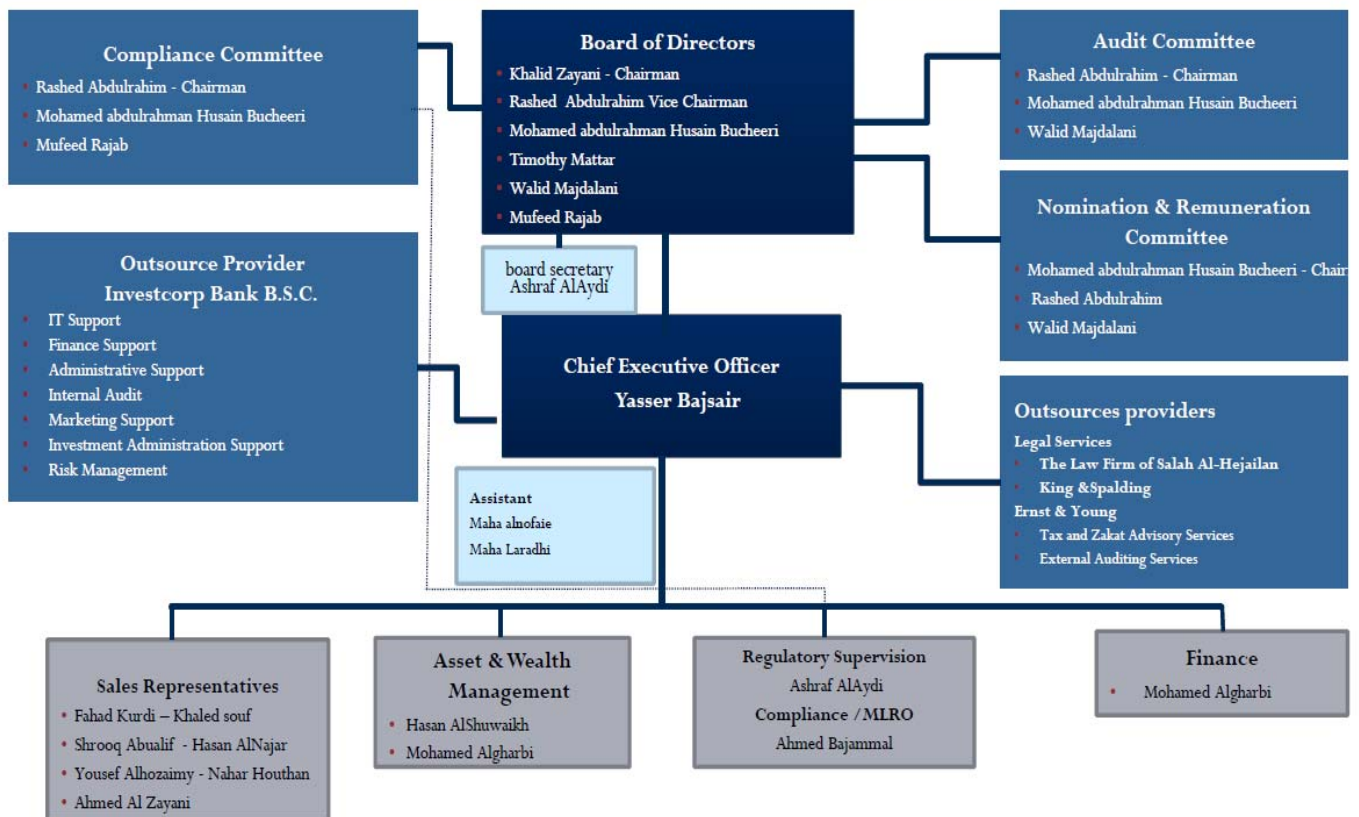 Compliance Committee
Rashed Abdulrahim - Chairman
Mohamed abdulrahman Husain Bucheeri
Mufeed Rajab
Board of Directors
Khalid Zayani - Chairman
Rashed Abdulrahim Vice Chairman
Mohamed abdulrahman Husain Bucheeri
Timothy Mattar
Walid Majdalani
Mufeed Rajab
Audit Committee
Rashed Abdulrahim - Chairman
Mohamed abdulrahman Husain Bucheeri
Walid Majdalani
Nomination & Remuneration
Committee
Mohamed abdulrahman Husain Bucheeri - Chair
Rashed Abdulrahim
Walid Majdalani
Outsource Provider
Investcorp Bank B.S.C.
IT Support
Finance Support
Administrative Support
Internal Audit
Marketing Support
Investment Administration Support
Risk Management
board secretary
Ashraf AlAydi
Chief Executive Officer
Yasser Bajsair
Outsources providers
Legal Services
The Law Firm of Salah Al-Hejailan
King &Spalding
Ernst & Young
Tax and Zakat Advisory Services
External Auditing Services
Assistant
Maha alnofaie
Maha Laradhi
Sales Representatives
Fahad Kurdi – Khaled souf
Shrooq Abualif - Hasan AlNajar
Yousef Alhozaimy - Nahar Houthan
Ahmed Al Zayani
Asset & Wealth
Management
Hasan AlShuwaikh
Mohamed Algharbi
Regulatory Supervision
Ashraf AlAydi
Compliance /MLRO
Ahmed Bajammal
Finance
Mohamed Algharbi